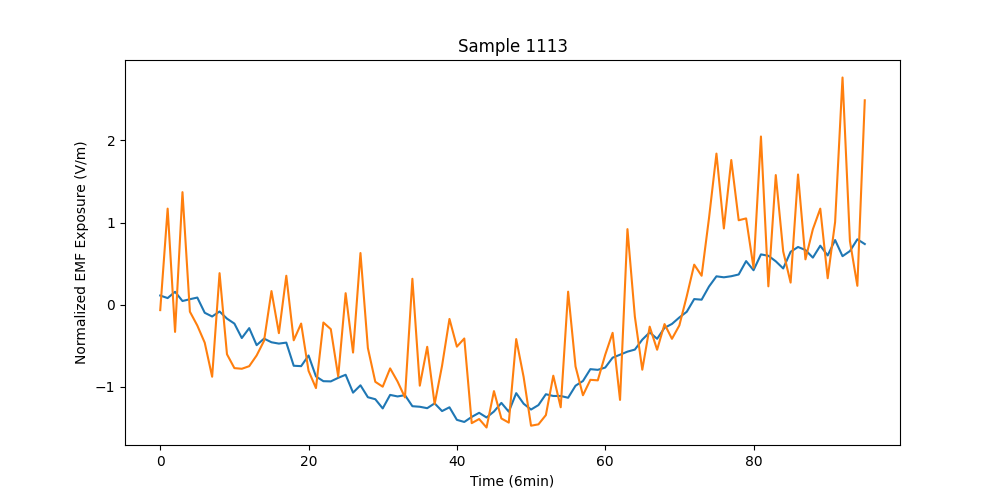 Sample 1113
Normalized EMF Exposure (V/m)
2
1
0
−1
0 20 40 60 80
Time (6min)